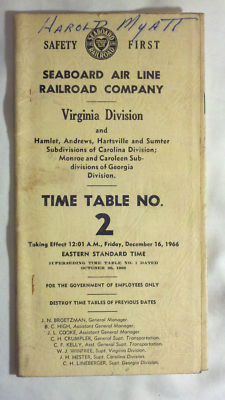 HAROLD MYATT
SAFETY FIRST
SEABOARD
RAILROAD
SEABOARD AIR LINE
RAILROAD COMPANY
Virginia Division
and
Hamlet, Andrews, Hartsville and Sumter
Subdivisions of Carolina Division;
Monroe and Caroleen Sub-
divisions of Georgia
Division.
TIME TABLE NO.
2
Taking Effect 12:01 A.M., Friday, December 16, 1966
EASTERN STANDARD TIME
SUPERSEDING TIME TABLE NO. 1 DATED
OCTOBER 30, 1966
FOR THE GOVERNMENT OF EMPLOYEES ONLY
DESTROY TIME TABLES OF PREVIOUS DATES
J. N. BROETZMAN, General Manager.
B. C. HIGH, Assistant General Manager.
J. L. COOKE, Assistant General Manager.
C. H. CRUMPLER, General Supt. Transportation.
C. F. KELLY, Asst. General Supt. Transportation.
W. J. WINFREE, Supt. Virginia Division.
J. H. MESTER, Supt. Carolina Division.
C. H. LINEBERGER, Supt. Georgia Division.